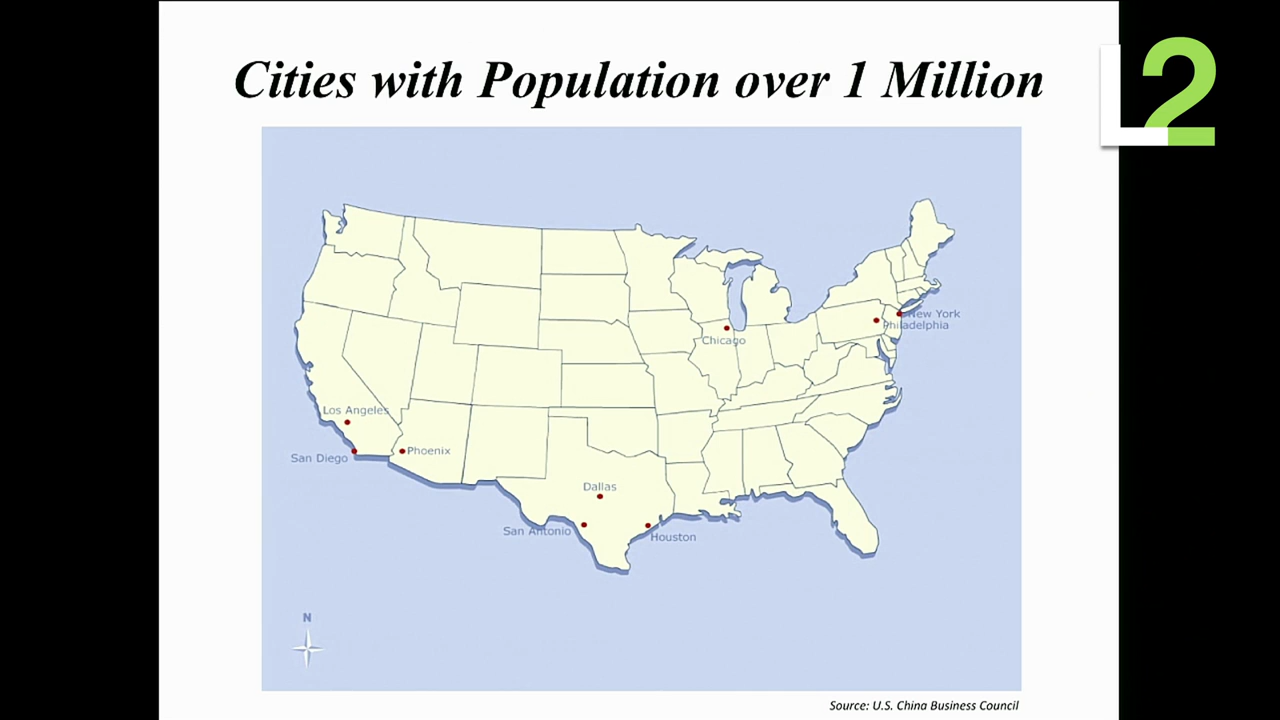 Cities with Population over 1 Million
L2
New York
Philadelphia
Chicago
Los Angeles
Phoenix
San Diego
Dallas
San Antonio
Houston
N
Source: U.S. China Business Council